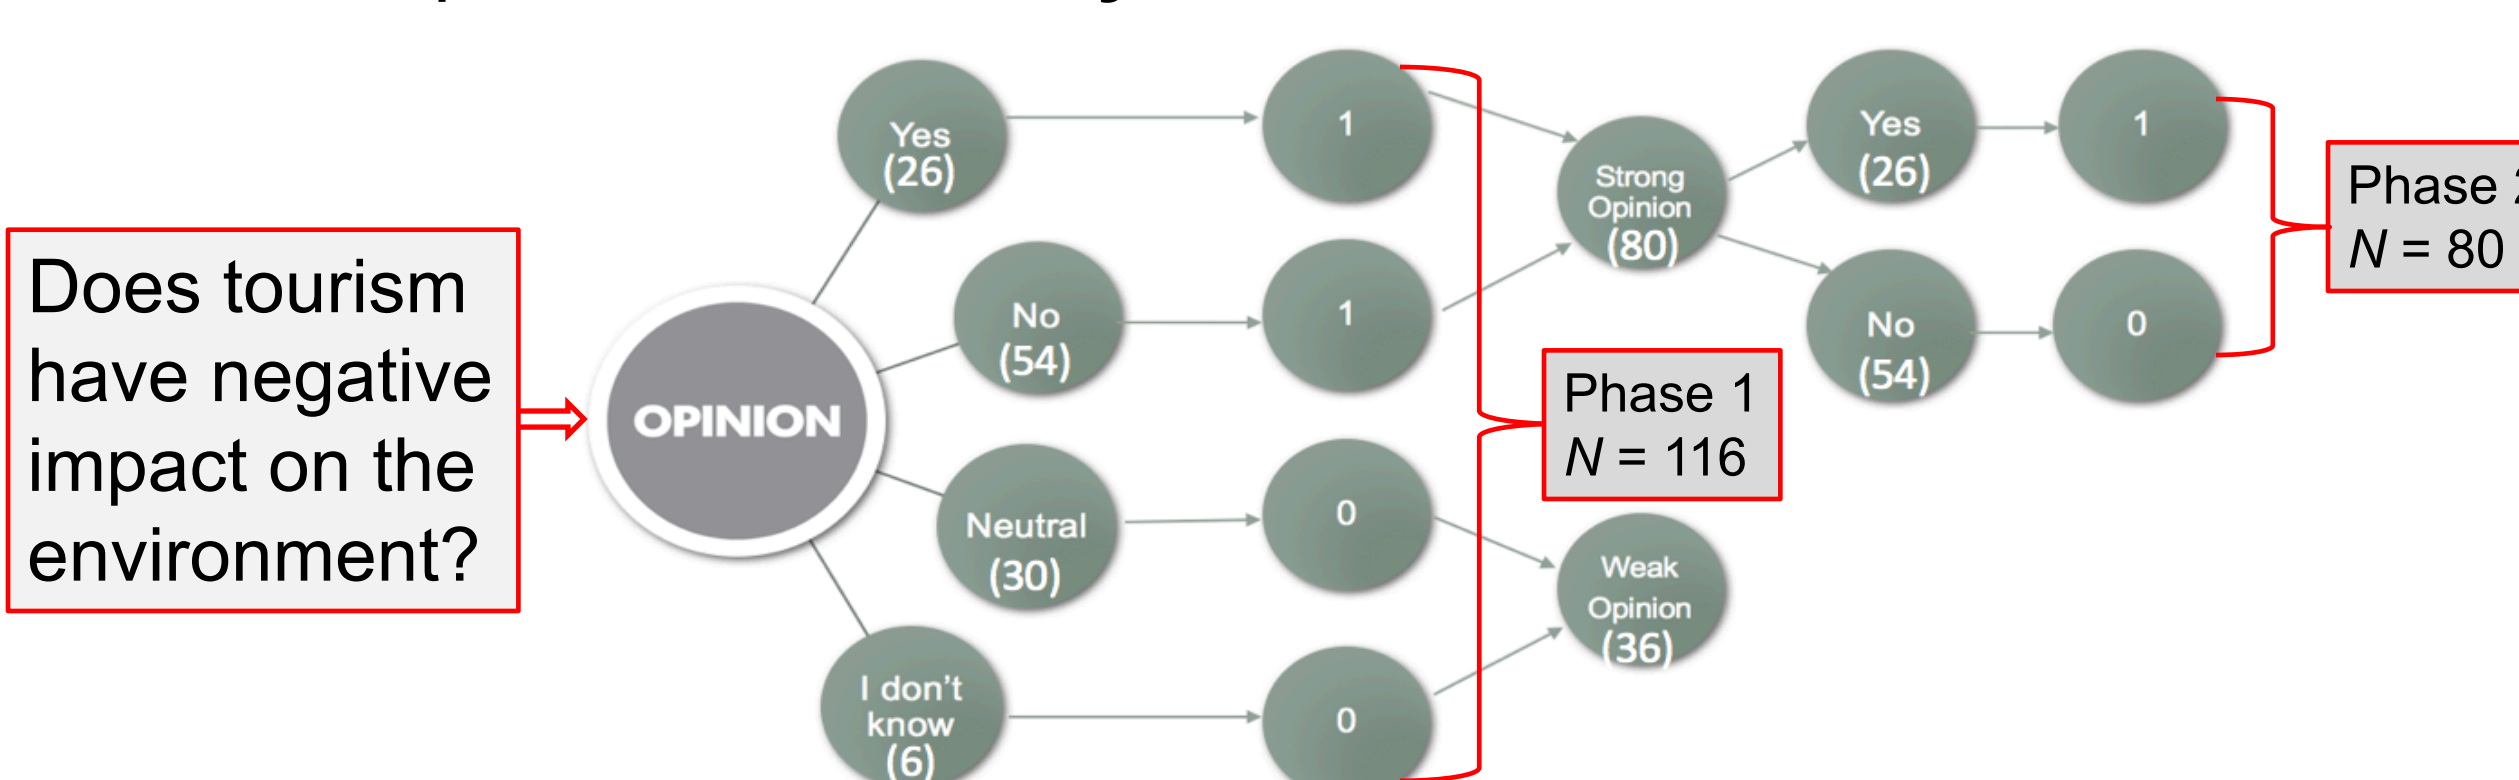 Does tourism
have negative
impact on the
environment?
OPINION
Yes
(26)
No
(54)
Neutral
(30)
I don't
know
(6)
1
1
0
0
Strong
Opinion
(80)
Weak
Opinion
(36)
Phase 1
N = 116
Yes
(26)
No
(54)
1
0
Phase 2
N = 80